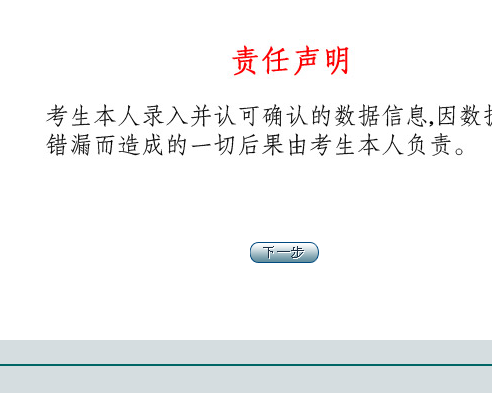 责任声明
考生本人录入并认可确认的数据信息,因数
错漏而造成的一切后果由考生本人负责。
下一步